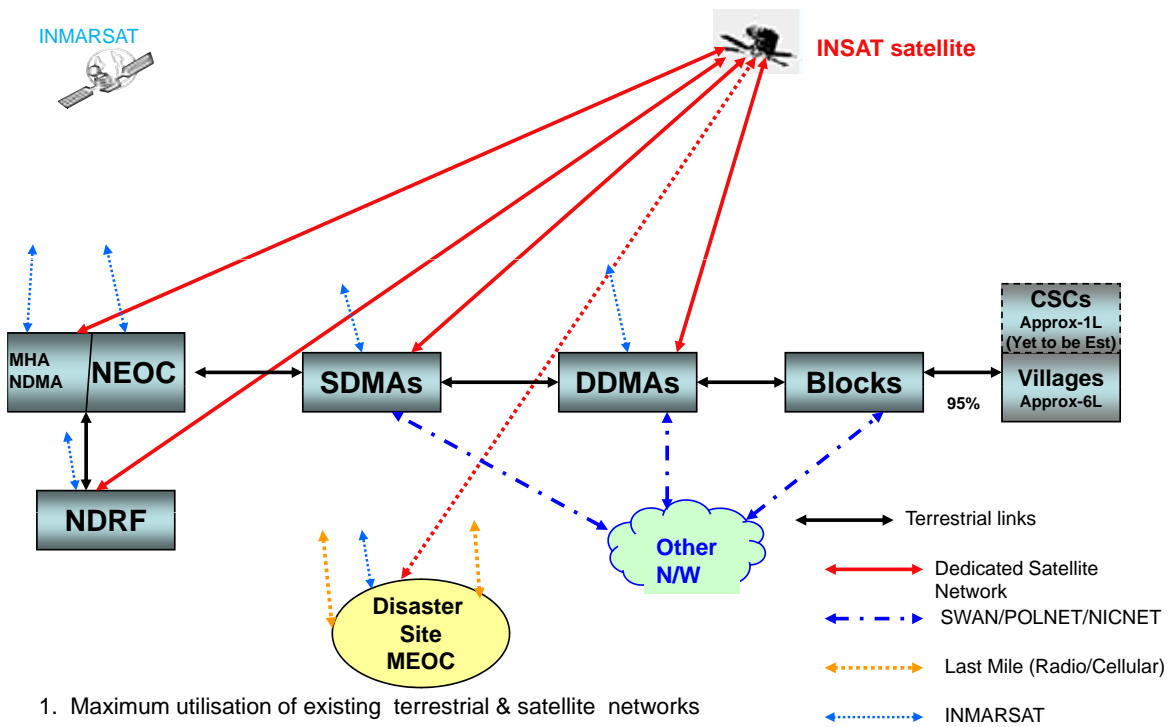 INMARSAT
INSAT satellite
MHA
NDMA
NEOC
SDMAs
DDMAs
Blocks
95%
CSCs
Approx-1L
(Yet to be Est)
Villages
Approx-6L
NDRF
Disaster
Site
MEOC
Other
N/W
Terrestrial links
Dedicated Satellite
Network
SWAN/POLNET/NICNET
Last Mile (Radio/Cellular)
INMARSAT
1. Maximum utilisation of existing terrestrial & satellite networks